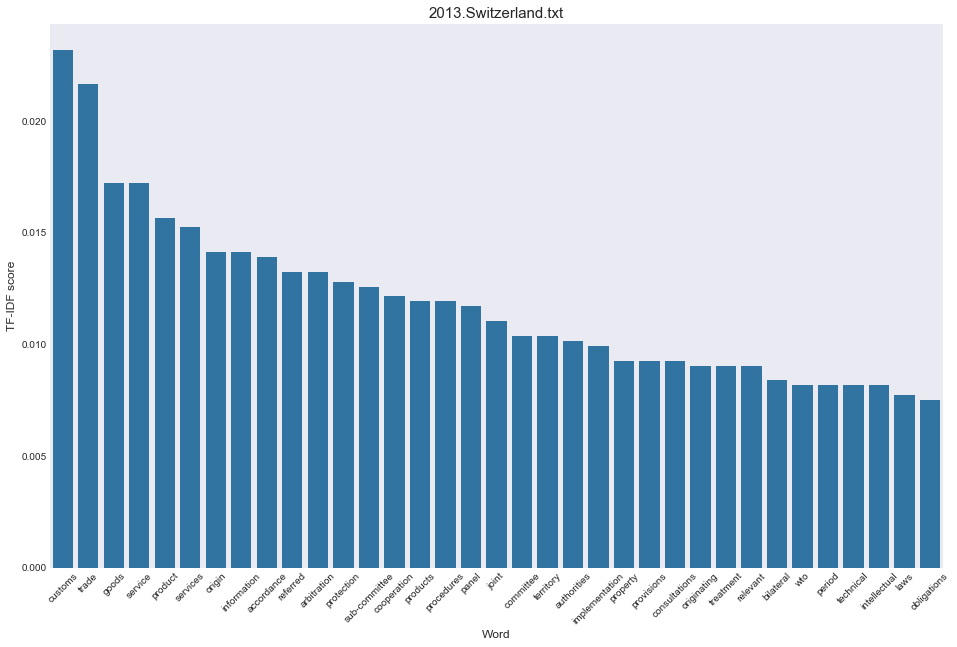 2013.Switzerland.txt
TF-IDF score
0.020
0.015
0.010
0.005
0.000
customs
trade
goods
service
product
services
origin
information
accordance
referred
arbitration
protection
sub-committee
cooperation
products
procedures
panel
joint
committee
territory
authorities
implementation
property
provisions
consultations
originating
treatment
relevant
bilateral
wto
period
technical
intellectual
laws
obligations
Word